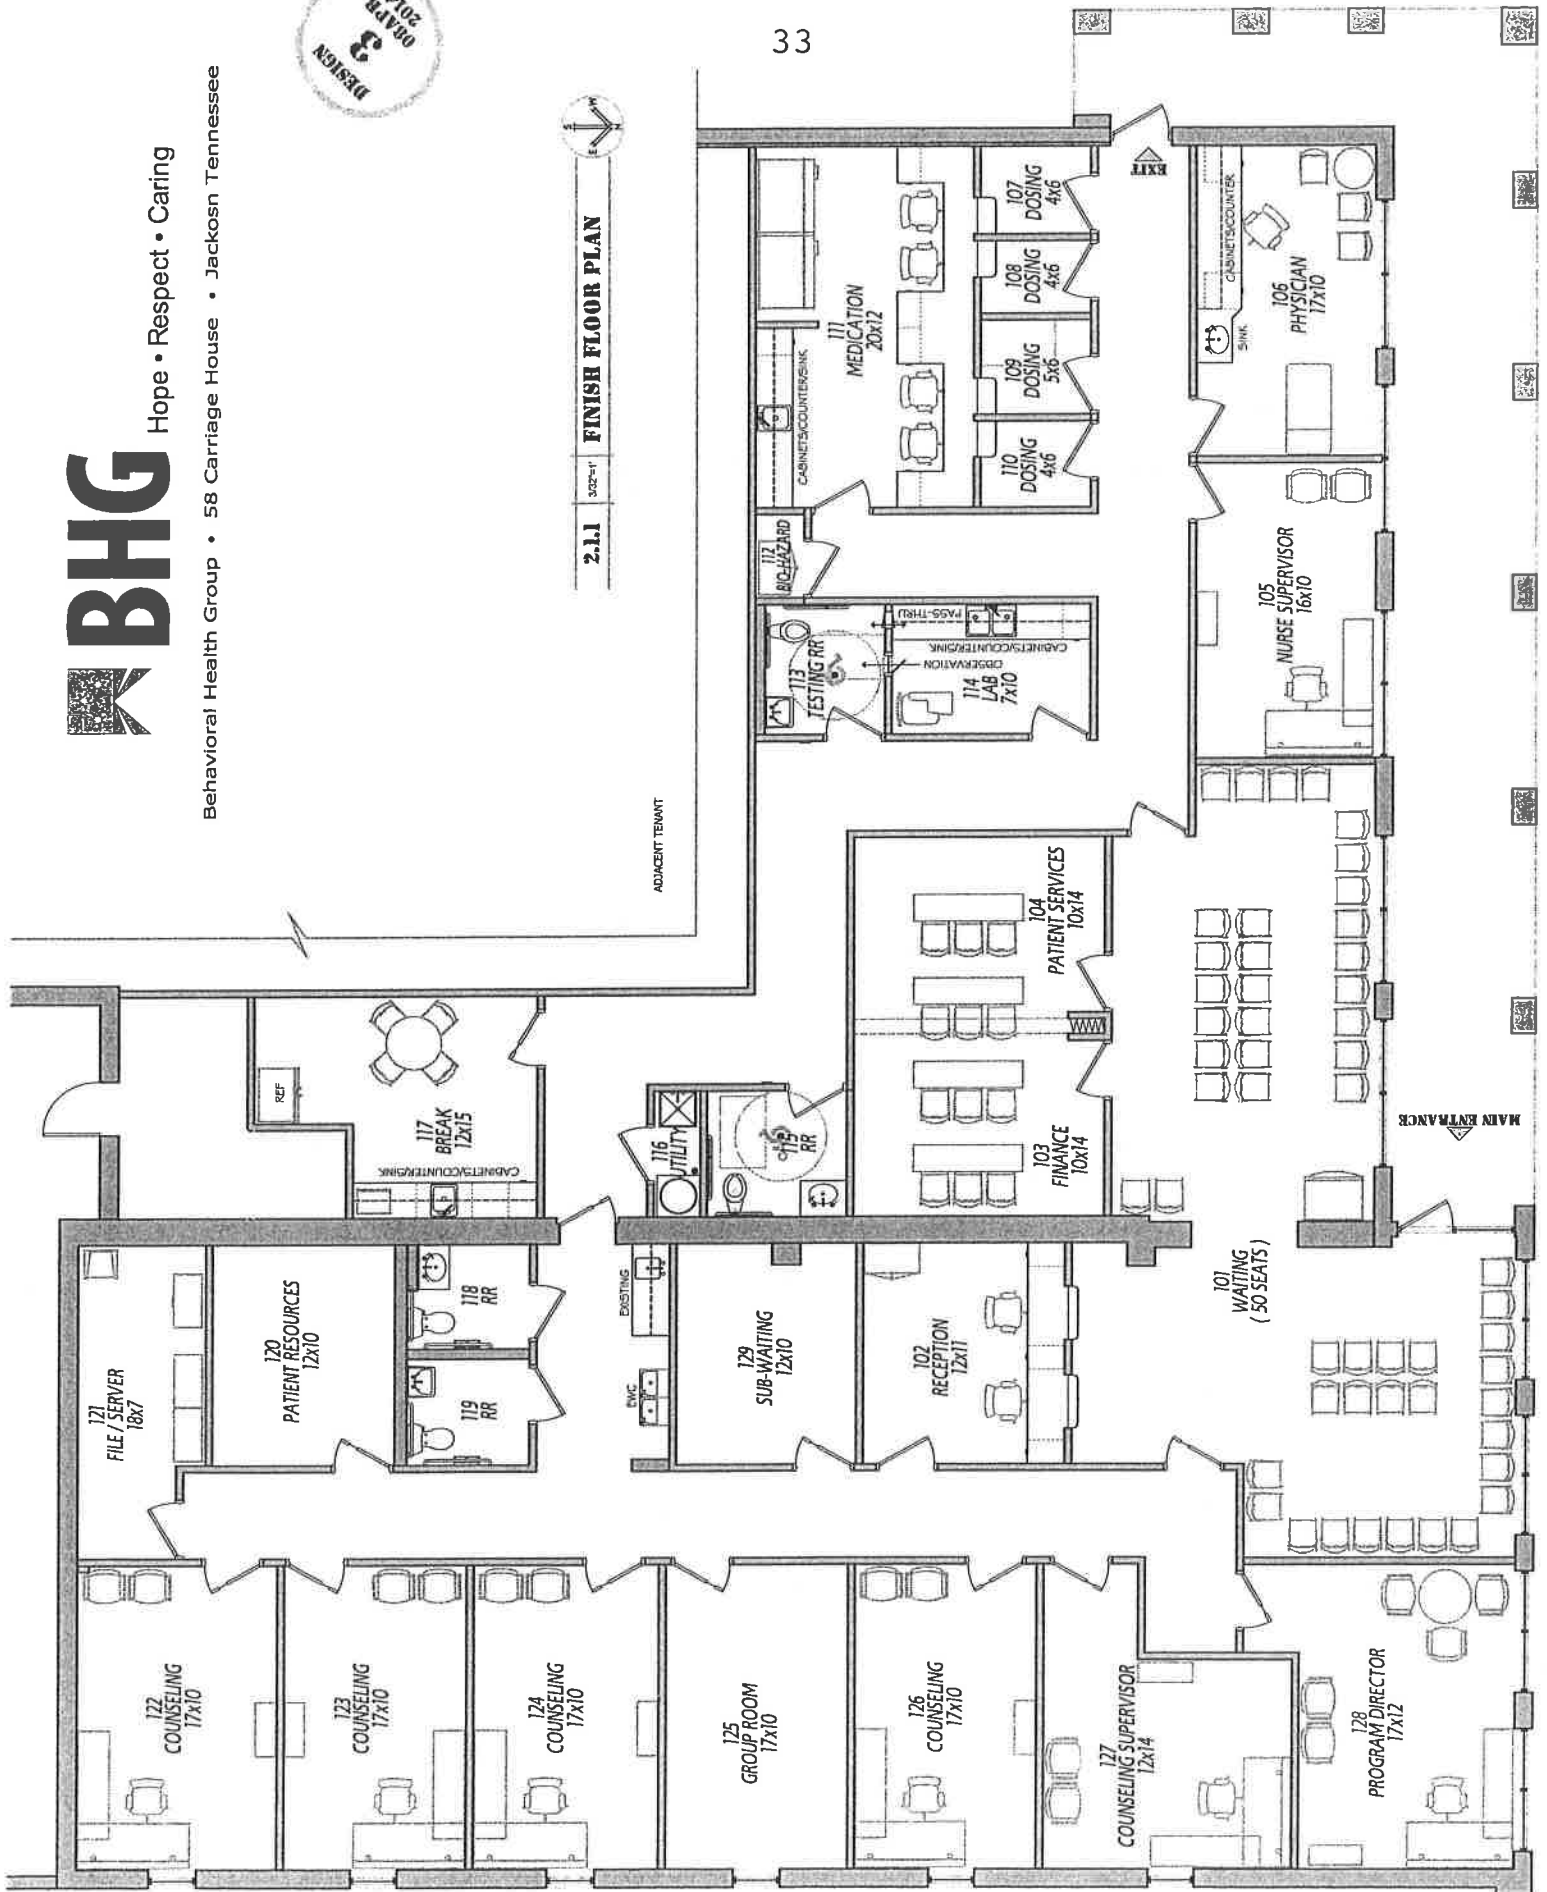 33
DESIGN
3
08APR
201
BHG
Hope • Respect • Caring
Behavioral Health Group • 58 Carriage House • Jackosn Tennessee
2.1.1 3/32"=1' FINISH FLOOR PLAN
S
W
N
E
ADJACENT TENANT
111
MEDICATION
20x12
CABINETS/COUNTER/SINK
107
DOSING
4x6
108
DOSING
4x6
109
DOSING
5x6
110
DOSING
4x6
EXIT
CABINETS/COUNTER
SINK
106
PHYSICIAN
17x10
105
NURSE SUPERVISOR
16x10
112
BIO-HAZARD
113
TESTING RR
PASS-THRU
CABINETS/COUNTER/SINK
OBSERVATION
114
LAB
7x10
104
PATIENT SERVICES
10x14
103
FINANCE
10x14
MAIN ENTRANCE
REF
117
BREAK
12x15
CABINETS/COUNTER/SINK
116
UTILITY
115
RR
121
FILE / SERVER
18x7
120
PATIENT RESOURCES
12x10
118
RR
119
RR
EXISTING
EWC
129
SUB-WAITING
12x10
102
RECEPTION
12x11
101
WAITING
( 50 SEATS )
122
COUNSELING
17x10
123
COUNSELING
17x10
124
COUNSELING
17x10
125
GROUP ROOM
17x10
126
COUNSELING
17x10
127
COUNSELING SUPERVISOR
12x14
128
PROGRAM DIRECTOR
17x12